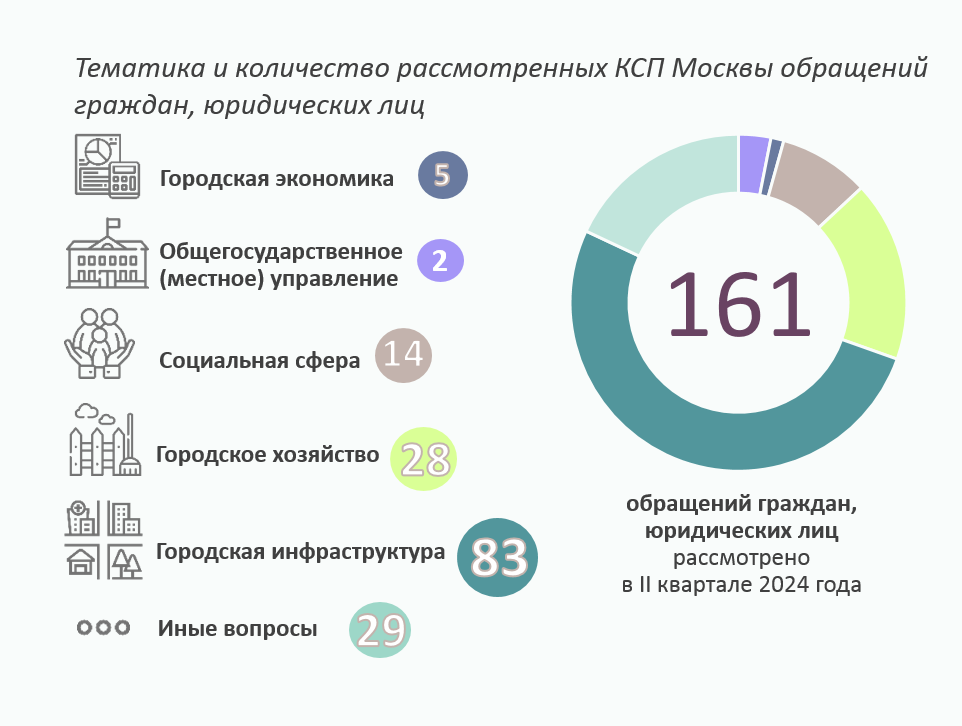 Тематика и количество рассмотренных КСП Москвы обращений
граждан, юридических лиц
Городская экономика 5
Общегосударственное
(местное) управление 2
Социальная сфера 14
Городское хозяйство 28
Городская инфраструктура 83
Иные вопросы 29
161
обращений граждан,
юридических лиц
рассмотрено
в II квартале 2024 года